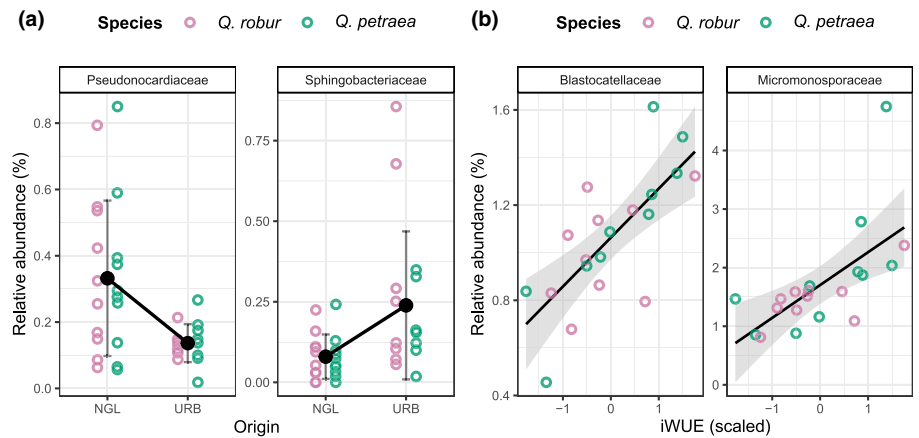 (a) Species Q. robur Q. petraea
Pseudonocardiaceae
Sphingobacteriaceae
Relative abundance (%)
0.8
0.6
0.4
0.2
0.0
0.75
0.50
0.25
0.00
NGL URB
NGL URB
Origin
(b) Species Q. robur Q. petraea
Blastocatellaceae
Micromonosporaceae
Relative abundance (%)
1.6
1.2
0.8
0.4
4
3
2
1
0
−1 0 1
−1 0 1
iWUE (scaled)